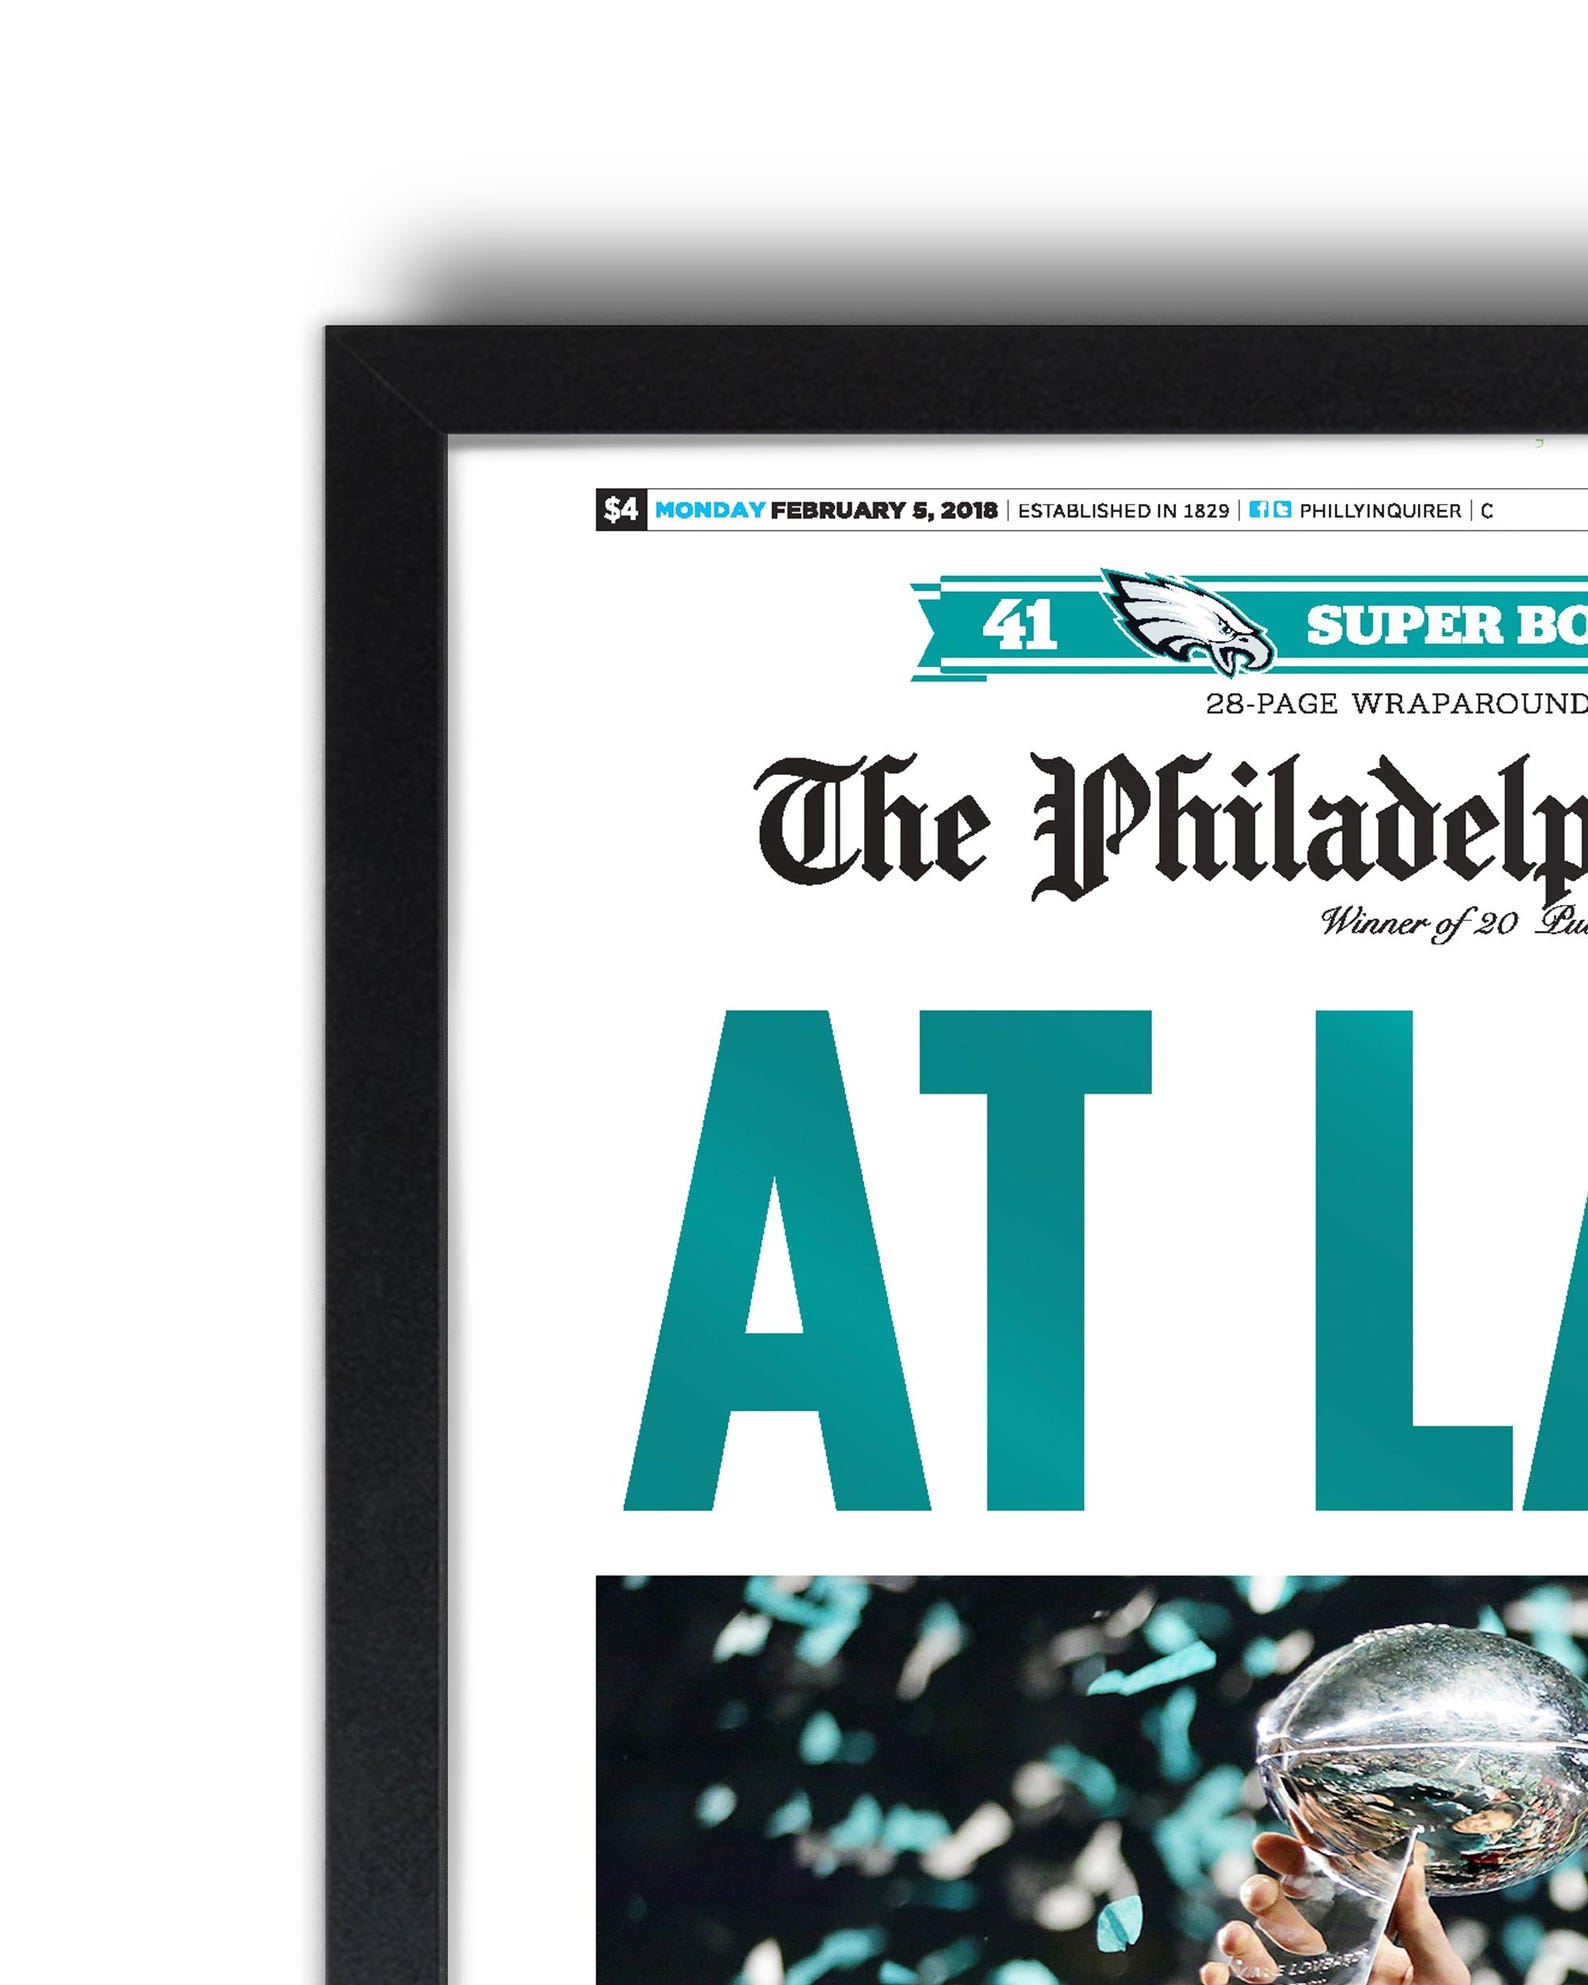 $4 MONDAY FEBRUARY 5, 2018 | ESTABLISHED IN 1829 | PHILLYINQUIRER | C
41 SUPER BO
28-PAGE WRAPAROUND
The Philadelp
Winner of 20 Pu
AT LA